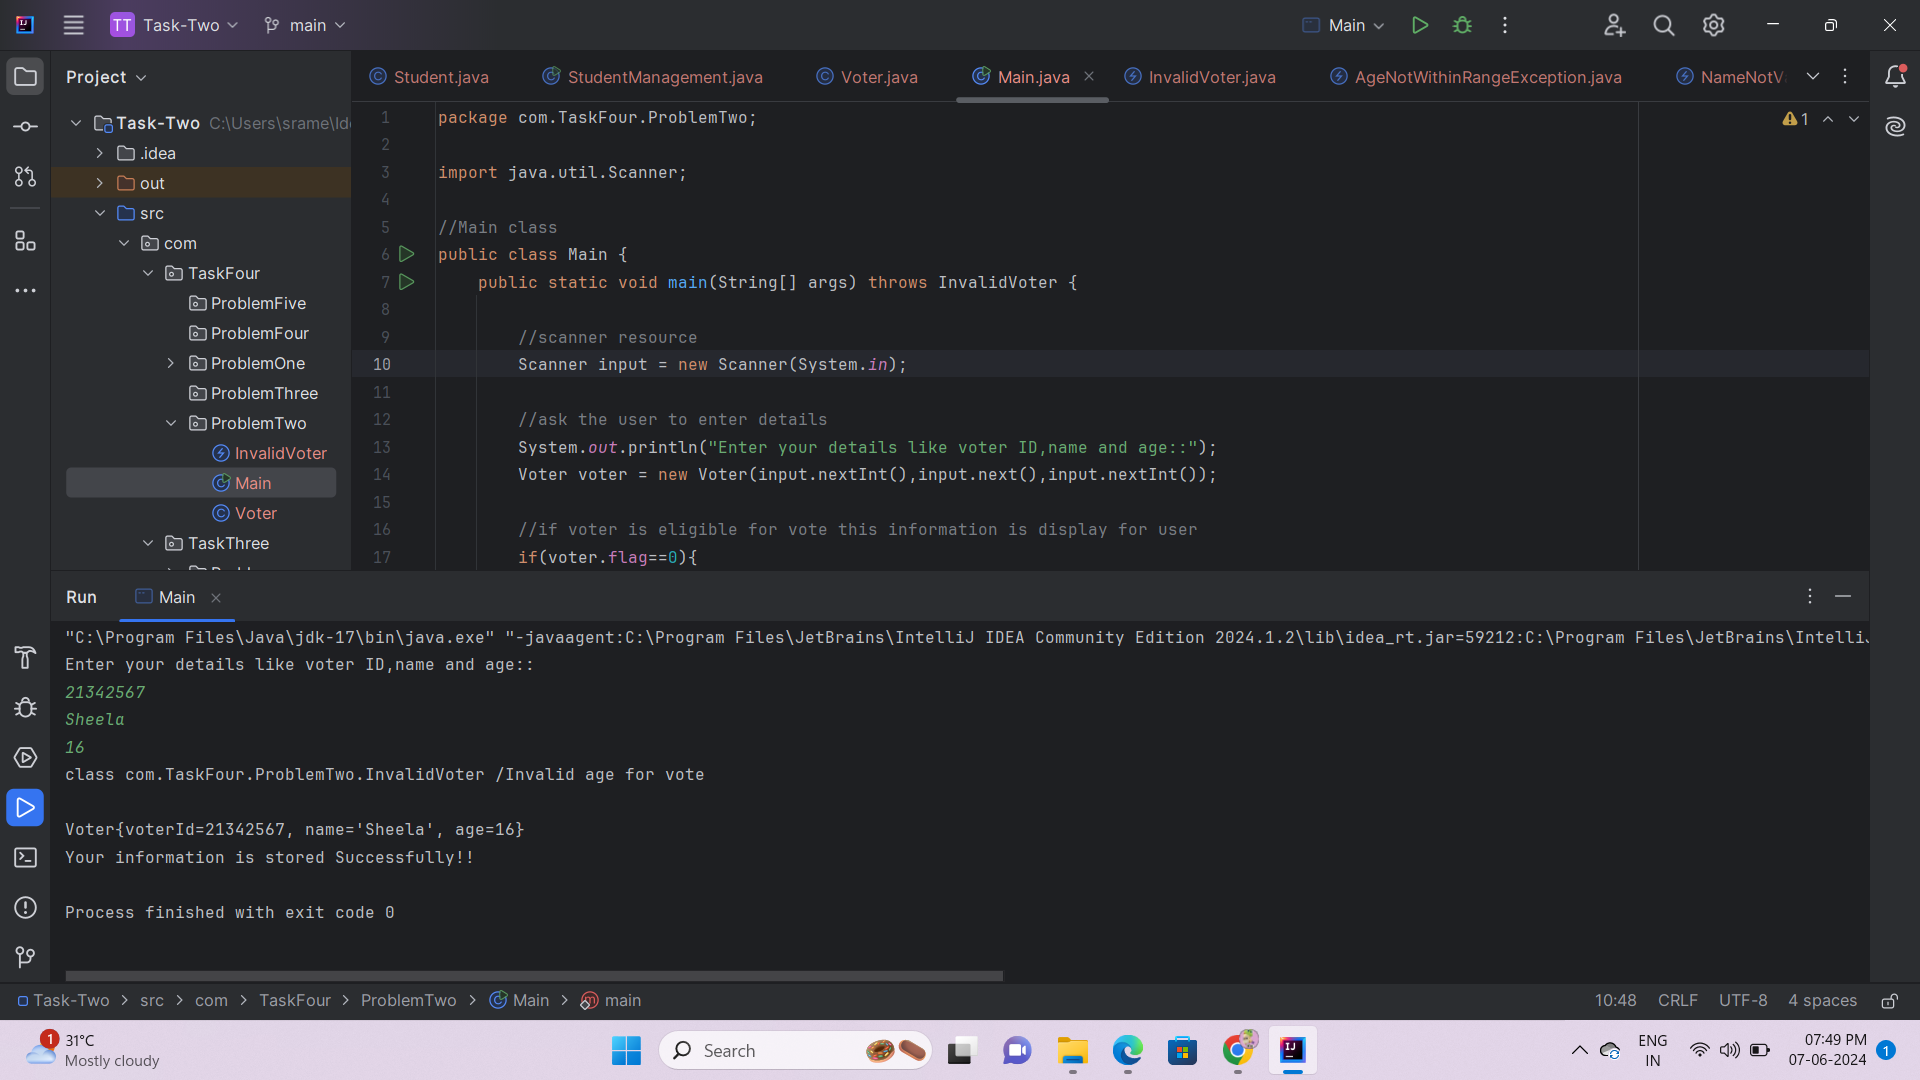 TT Task-Two main Main
Project
Student.java StudentManagement.java Voter.java Main.java InvalidVoter.java AgeNotWithinRangeException.java NameNotV
Task-Two C:\Users\srame\Id
.idea
out
src
com
TaskFour
ProblemFive
ProblemFour
ProblemOne
ProblemThree
ProblemTwo
InvalidVoter
Main
Voter
TaskThree
1 package com.TaskFour.ProblemTwo;
1
2
3 import java.util.Scanner;
4
5 //Main class
6 public class Main {
7 public static void main(String[] args) throws InvalidVoter {
8
9 //scanner resource
10 Scanner input = new Scanner(System.in);
11
12 //ask the user to enter details
13 System.out.println("Enter your details like voter ID,name and age::");
14 Voter voter = new Voter(input.nextInt(),input.next(),input.nextInt());
15
16 //if voter is eligible for vote this information is display for user
17 if(voter.flag==0){
Run Main
"C:\Program Files\Java\jdk-17\bin\java.exe" "-javaagent:C:\Program Files\JetBrains\IntelliJ IDEA Community Edition 2024.1.2\lib\idea_rt.jar=59212:C:\Program Files\JetBrains\IntelliJ
Enter your details like voter ID,name and age::
21342567
Sheela
16
class com.TaskFour.ProblemTwo.InvalidVoter /Invalid age for vote
Voter{voterId=21342567, name='Sheela', age=16}
Your information is stored Successfully!!
Process finished with exit code 0
Task-Two > src > com > TaskFour > ProblemTwo > Main > main 10:48 CRLF UTF-8 4 spaces
1 31°C
Mostly cloudy
Search
ENG
IN
07:49 PM
07-06-2024
1